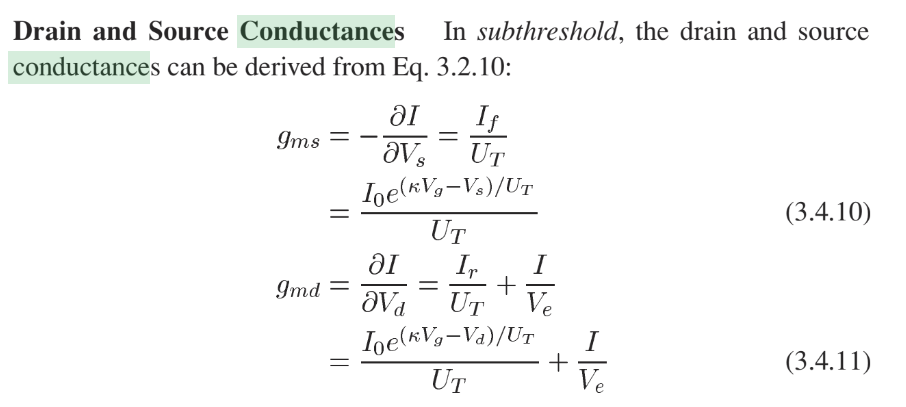 Drain and Source Conductances In subthreshold, the drain and source
conductances can be derived from Eq. 3.2.10:
g_{ms} = -\frac{\partial I}{\partial V_s} = \frac{I_f}{U_T}
= \frac{I_0 e^{(\kappa V_g - V_s)/U_T}}{U_T} (3.4.10)
g_{md} = \frac{\partial I}{\partial V_d} = \frac{I_r}{U_T} + \frac{I}{V_e}
= \frac{I_0 e^{(\kappa V_g - V_d)/U_T}}{U_T} + \frac{I}{V_e} (3.4.11)